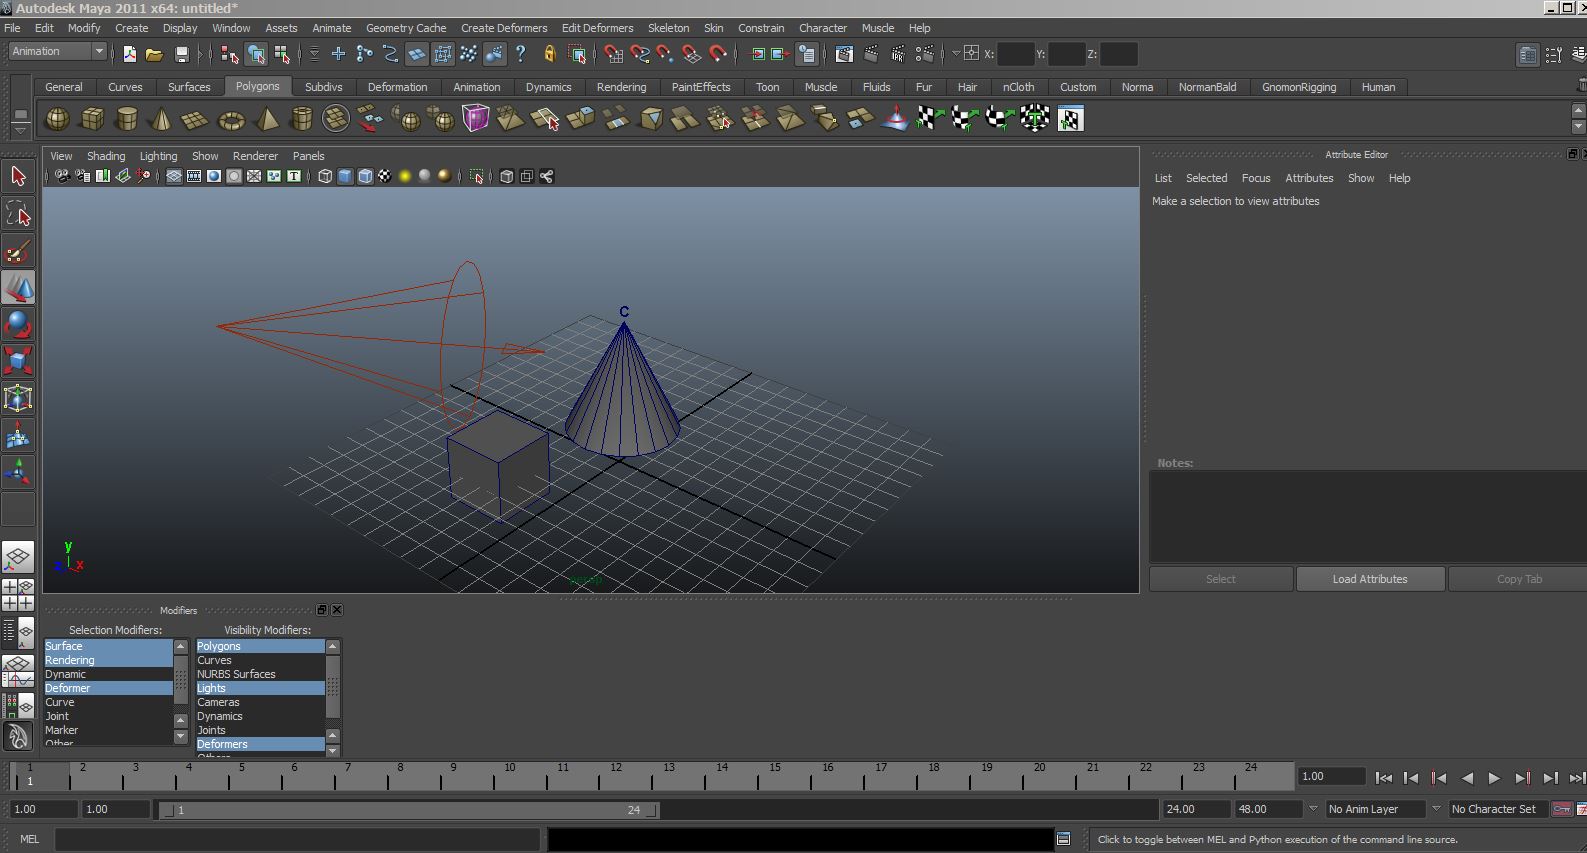 Autodesk Maya 2011 x64: untitled*
File Edit Modify Create Display Window Assets Animate Geometry Cache Create Deformers Edit Deformers Skeleton Skin Constrain Character Muscle Help
Animation X: Y: Z:
General Curves Surfaces Polygons Subdivs Deformation Animation Dynamics Rendering PaintEffects Toon Muscle Fluids Fur Hair nCloth Custom Norma NormanBald GnomonRigging Human
View Shading Lighting Show Renderer Panels
Attribute Editor
List Selected Focus Attributes Show Help
Make a selection to view attributes
C
y
z x
persp
Notes:
Select Load Attributes Copy Tab
Modifiers
Selection Modifiers: Visibility Modifiers:
Surface Polygons
Rendering Curves
Dynamic NURBS Surfaces
Deformer Lights
Curve Cameras
Joint Dynamics
Marker Joints
Other Deformers
Others
1 2 3 4 5 6 7 8 9 10 11 12 13 14 15 16 17 18 19 20 21 22 23 24
1 1.00
1.00 1.00 1 24 24.00 48.00 No Anim Layer No Character Set
MEL Click to toggle between MEL and Python execution of the command line source.